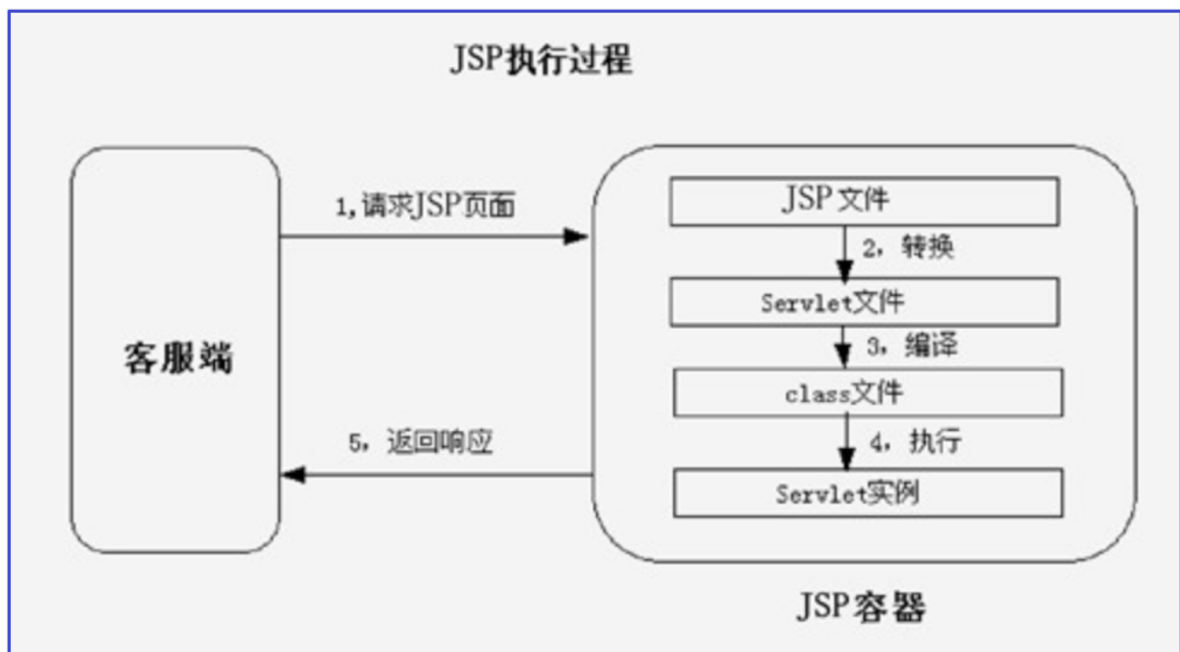 JSP执行过程
1,请求JSP页面
JSP文件
2，转换
Servlet文件
3，编译
客服端
class文件
5，返回响应
4，执行
Servlet实例
JSP容器